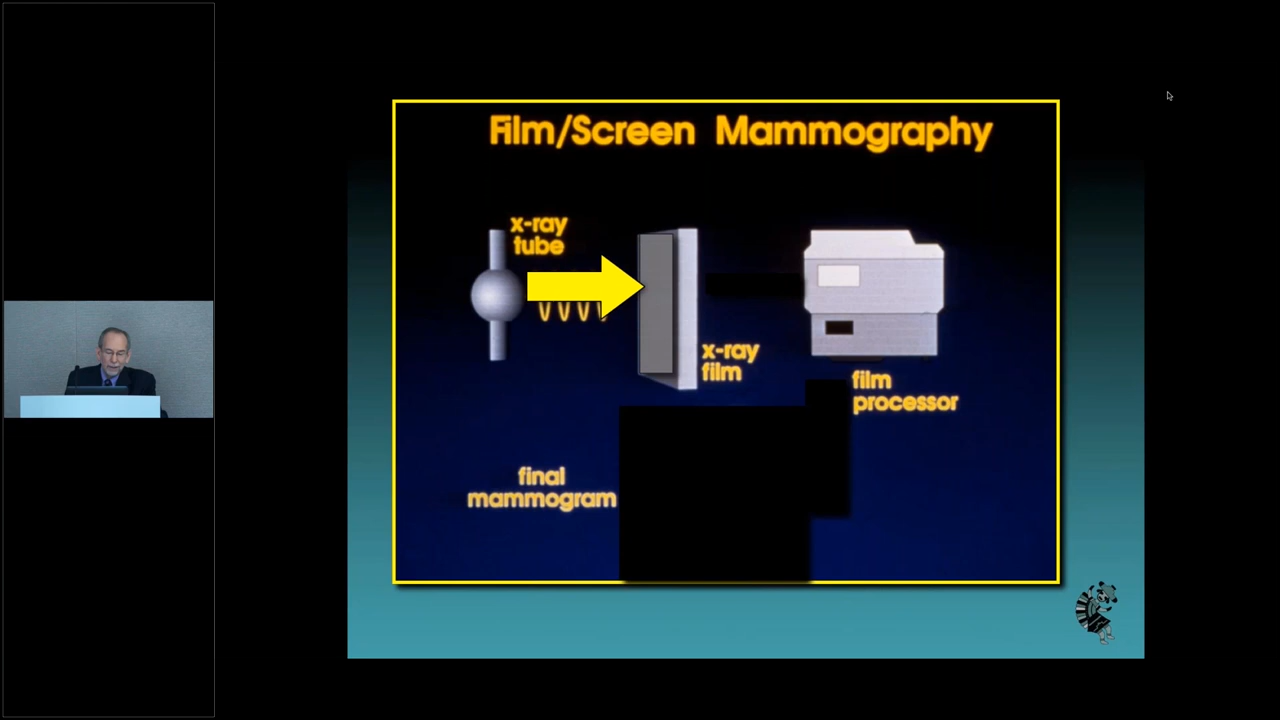 Film/Screen Mammography
x-ray
tube
x-ray
film
film
processor
final
mammogram